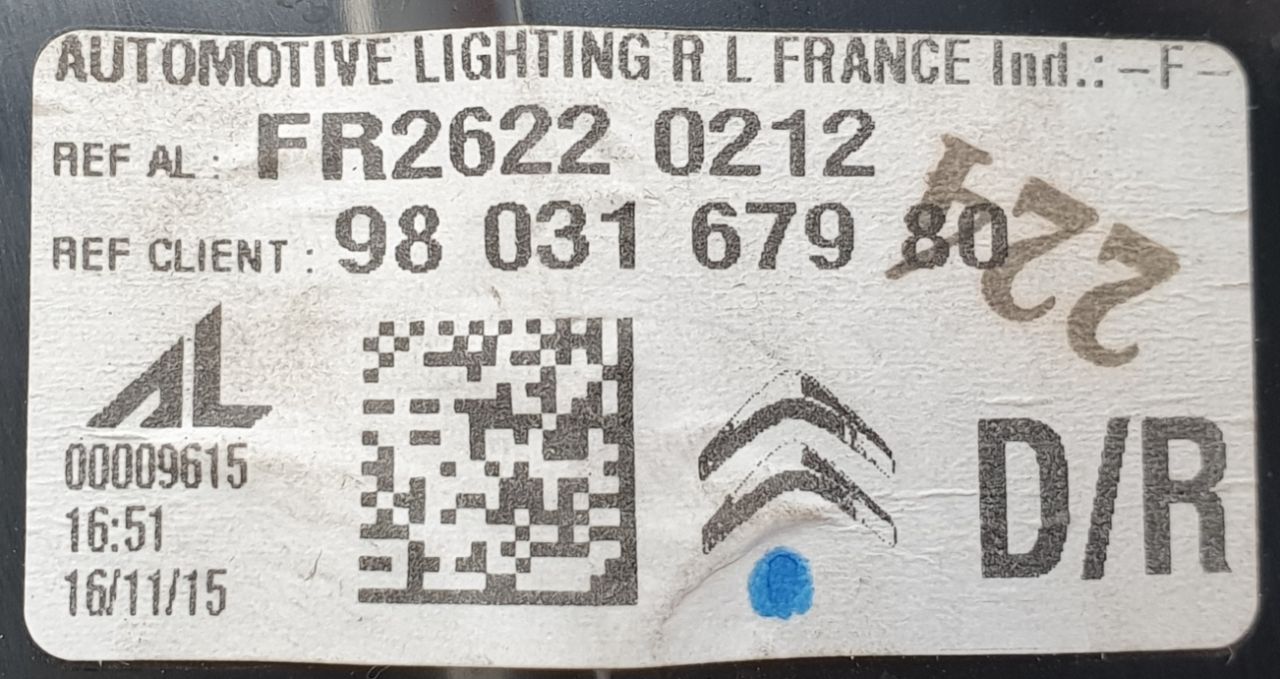 AUTOMOTIVE LIGHTING R L FRANCE Ind.: -F-
REF AL: FR2622 0212
REF CLIENT: 98 031 679 80
224
AL
00009615
16:51
16/11/15
D/R